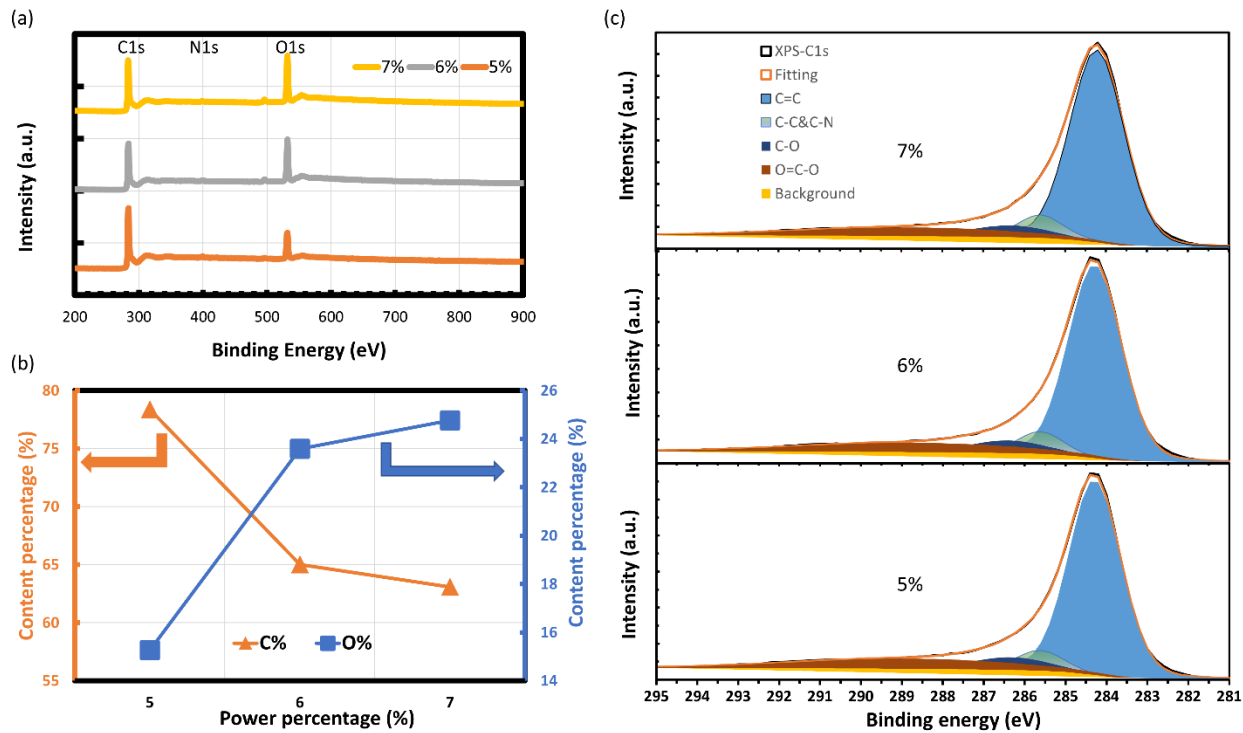 (a)
C1s N1s O1s
7% 6% 5%
Intensity (a.u.)
200 300 400 500 600 700 800 900
Binding Energy (eV)
(b)
80
75
70
65
60
55
Content percentage (%)
26
24
22
20
18
16
14
Content percentage (%)
C% O%
5 6 7
Power percentage (%)
(c)
XPS-C1s
Fitting
C=C
C-C&C-N
C-O
O=C-O
Background
7%
Intensity (a.u.)
6%
Intensity (a.u.)
5%
Intensity (a.u.)
295 294 293 292 291 290 289 288 287 286 285 284 283 282 281
Binding energy (eV)